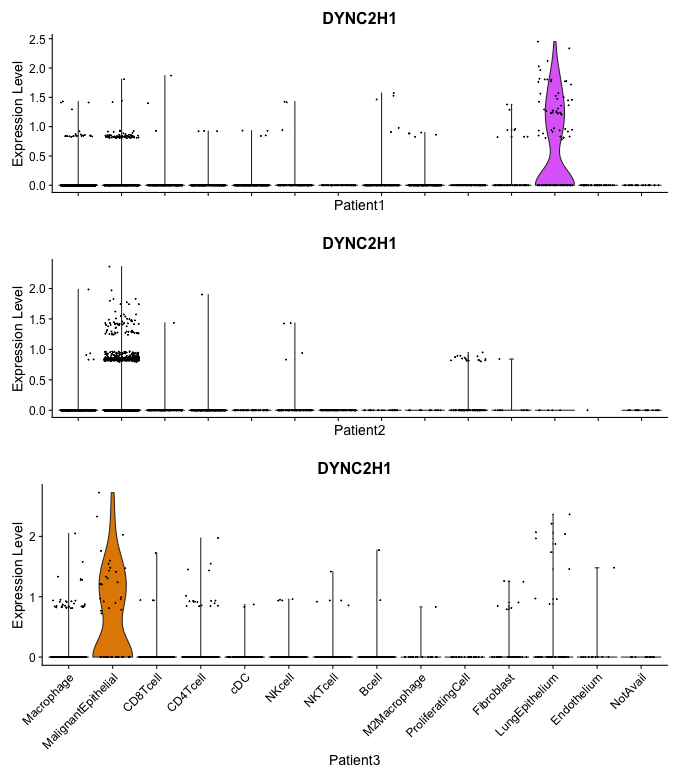 DYNC2H1
Expression Level
2.5
2.0
1.5
1.0
0.5
0.0
Patient1
DYNC2H1
Expression Level
2.0
1.5
1.0
0.5
0.0
Patient2
DYNC2H1
Expression Level
2
1
0
Macrophage
MalignantEpithelial
CD8Tcell
CD4Tcell
cDC
NKcell
NKTcell
Bcell
M2Macrophage
ProliferatingCell
Fibroblast
LungEpithelium
Endothelium
NotAvail
Patient3